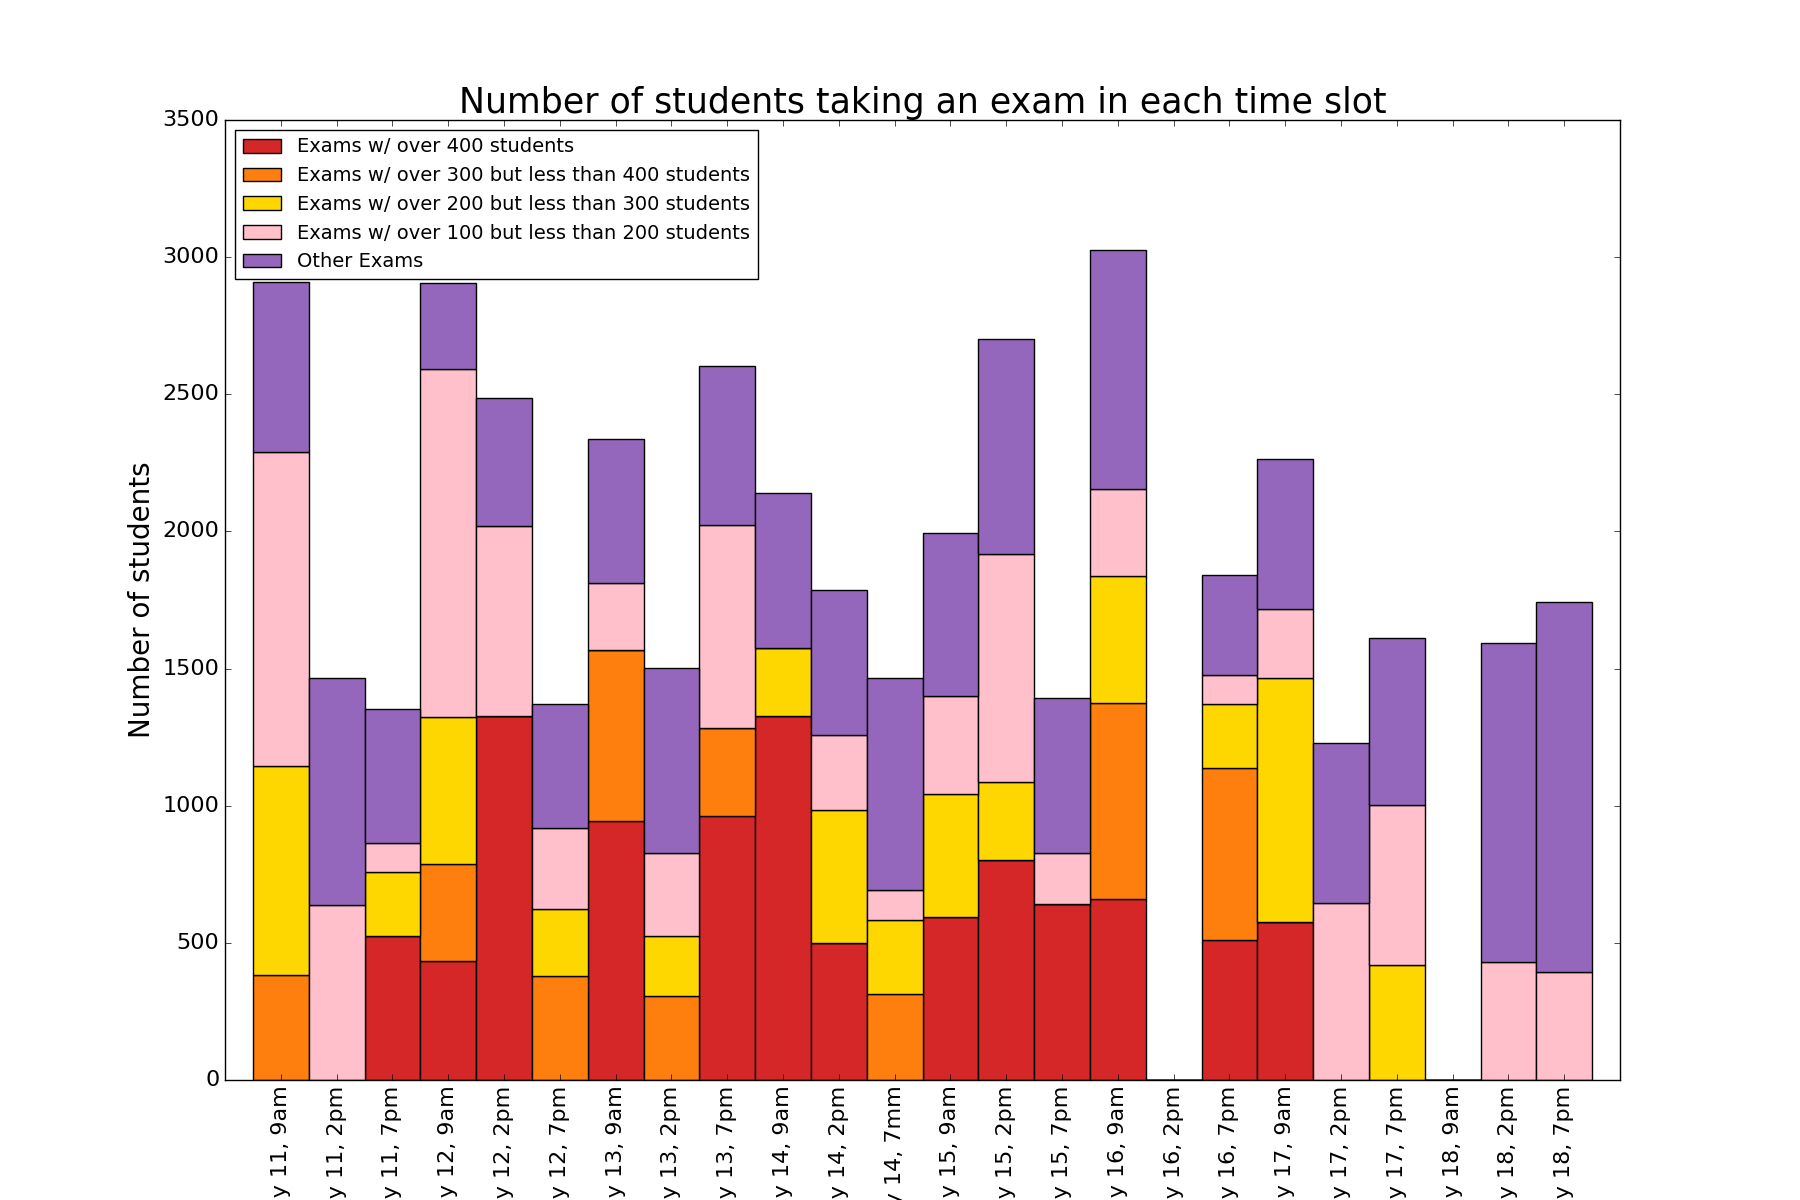 Number of students taking an exam in each time slot
Exams w/ over 400 students
Exams w/ over 300 but less than 400 students
Exams w/ over 200 but less than 300 students
Exams w/ over 100 but less than 200 students
Other Exams
Number of students
3500
3000
2500
2000
1500
1000
500
0
y 11, 9am
y 11, 2pm
y 11, 7pm
y 12, 9am
y 12, 2pm
y 12, 7pm
y 13, 9am
y 13, 2pm
y 13, 7pm
y 14, 9am
y 14, 2pm
y 14, 7mm
y 15, 9am
y 15, 2pm
y 15, 7pm
y 16, 9am
y 16, 2pm
y 16, 7pm
y 17, 9am
y 17, 2pm
y 17, 7pm
y 18, 9am
y 18, 2pm
y 18, 7pm